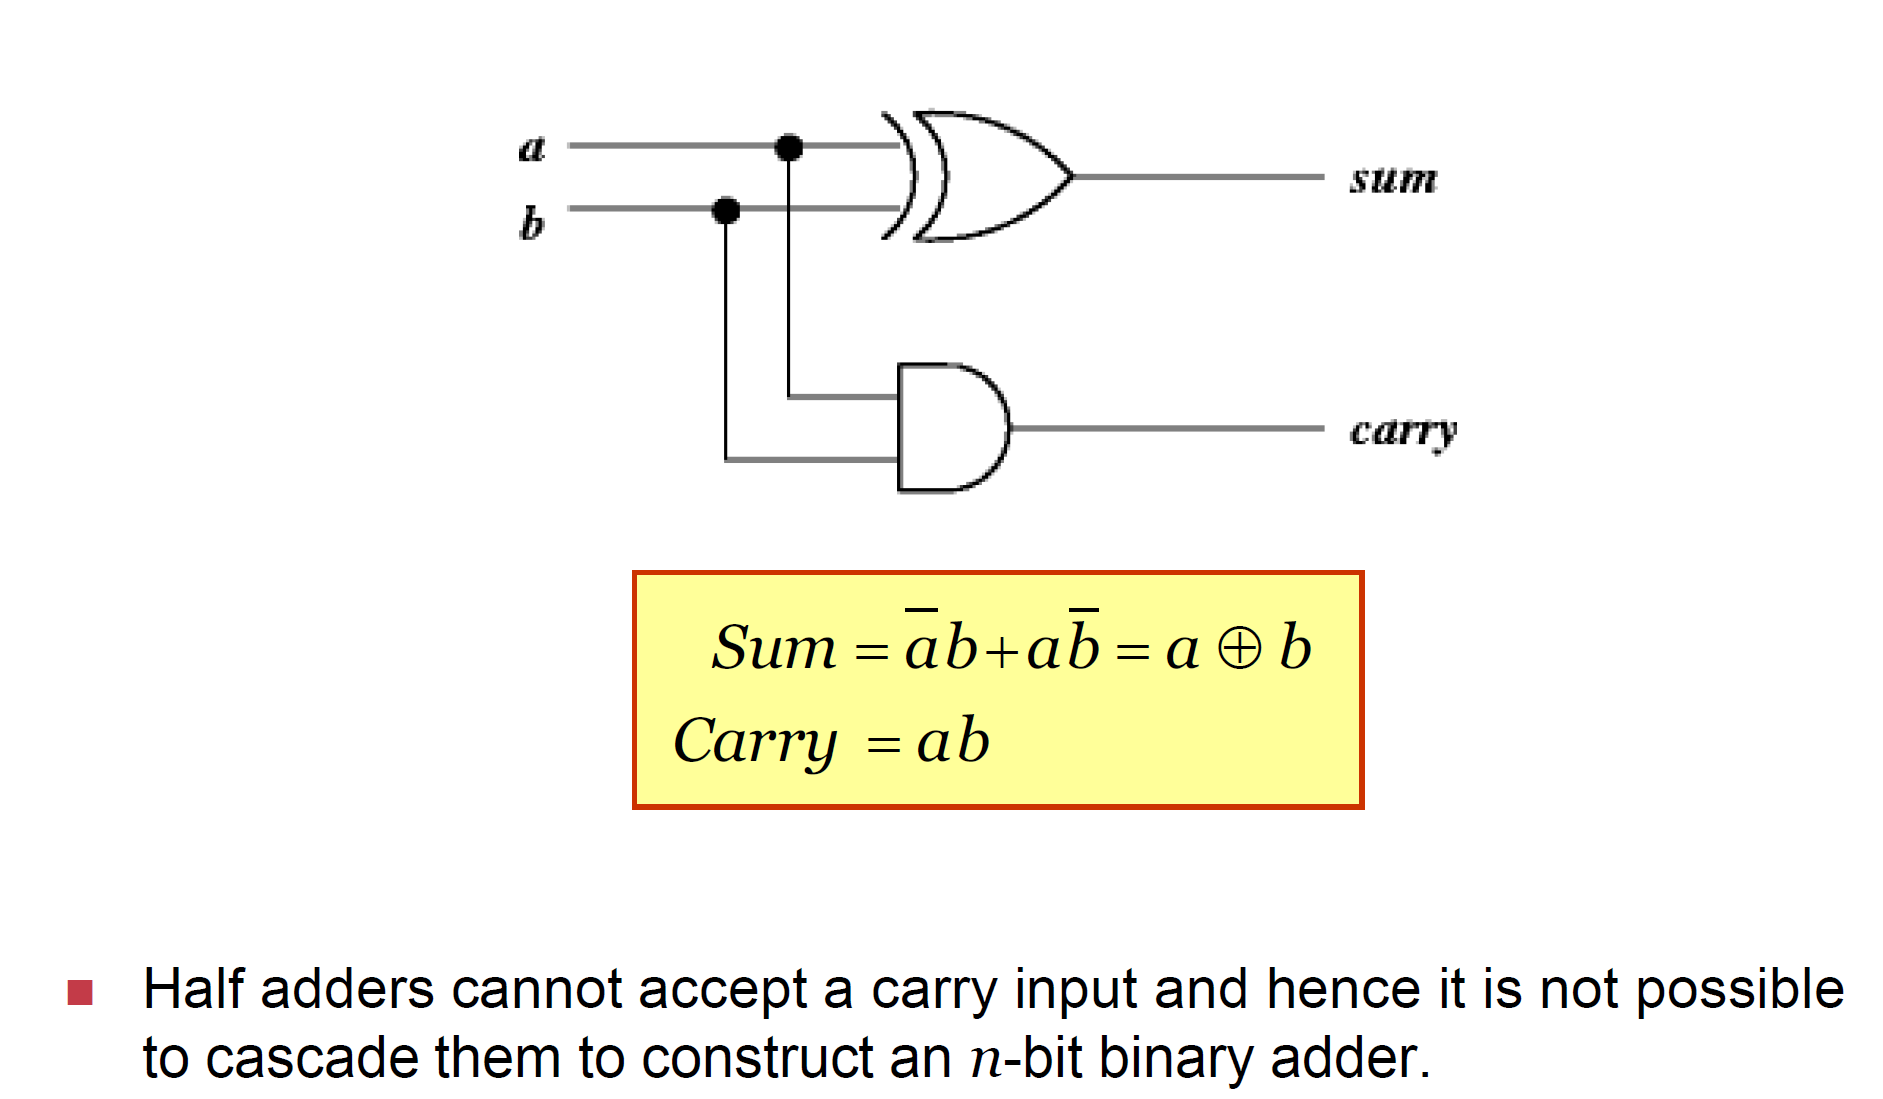 a
b
sum
carry
Sum = a̅b+ab̅ = a ⊕ b
Carry = ab
■ Half adders cannot accept a carry input and hence it is not possible
to cascade them to construct an n-bit binary adder.